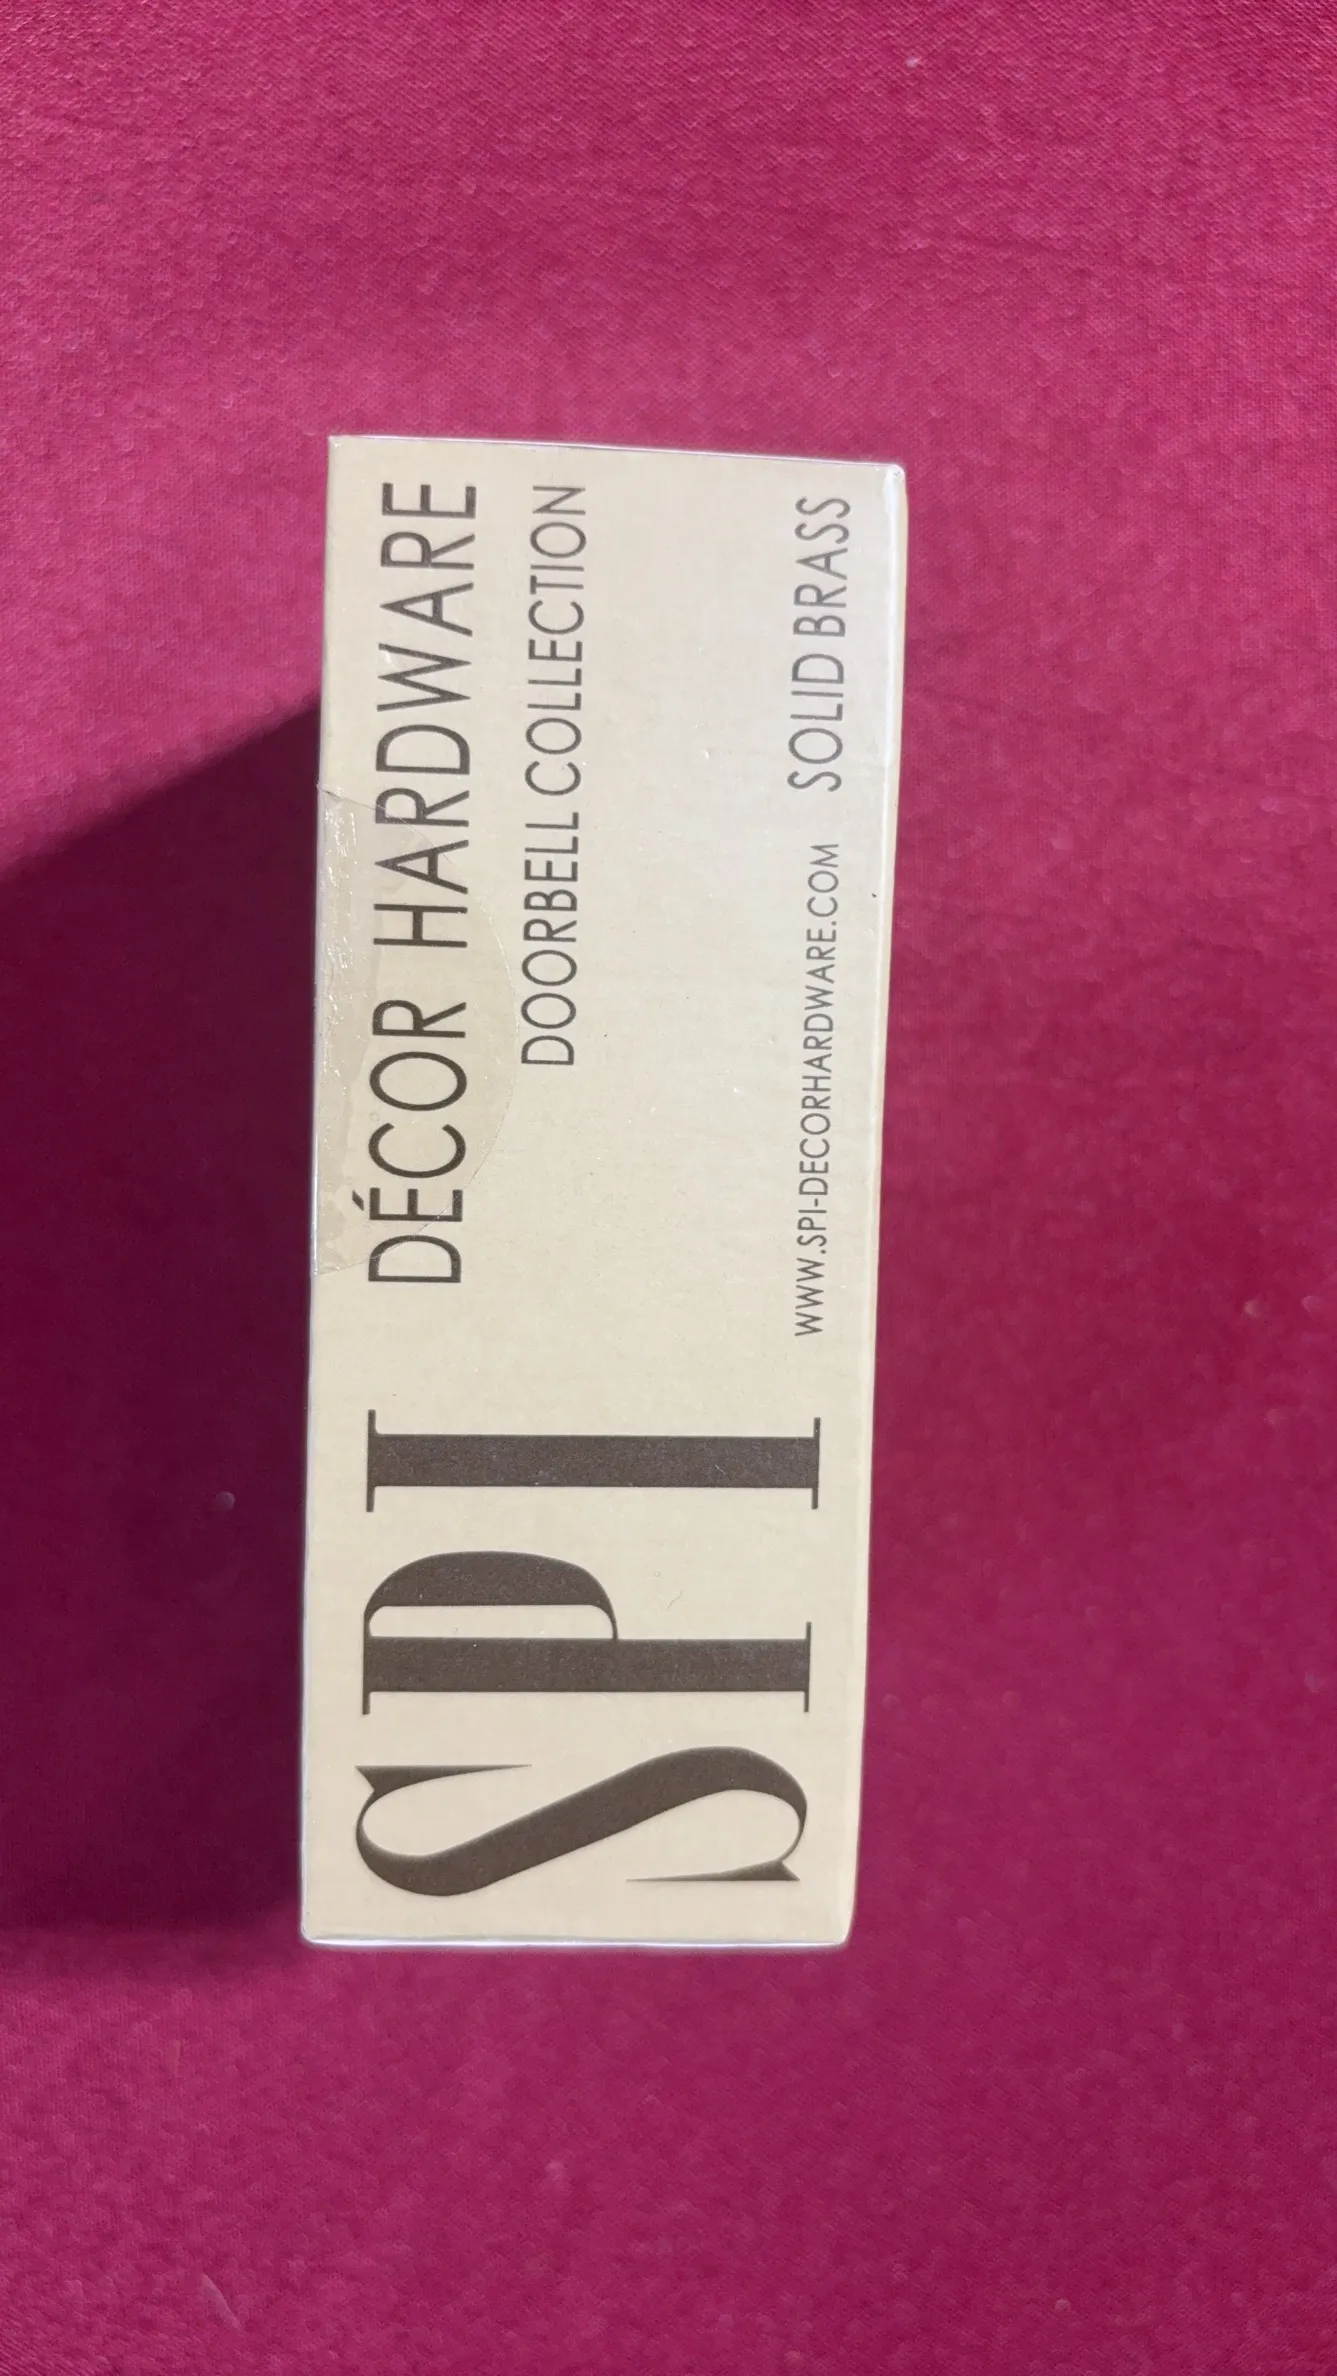 SPI
DÉCOR HARDWARE
DOORBELL COLLECTION
WWW.SPI-DECORHARDWARE.COM SOLID BRASS